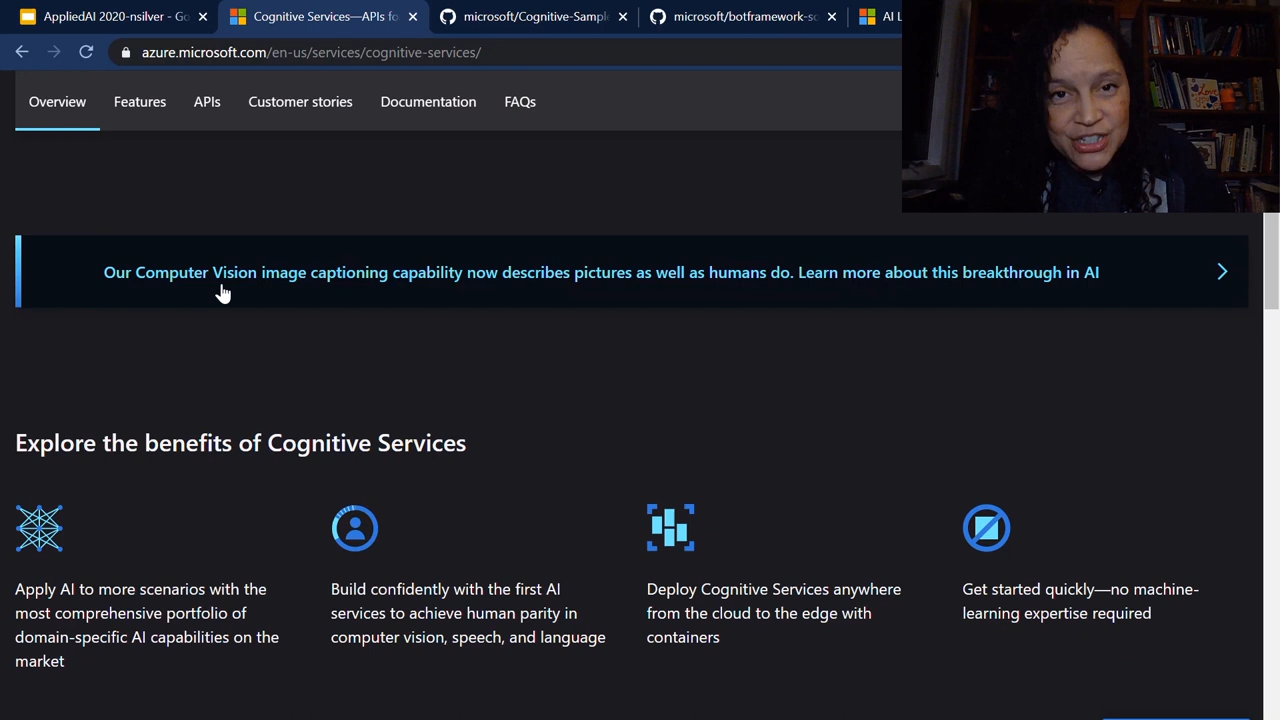 AppliedAI 2020-nsilver - Go
Cognitive Services—APIs fo
microsoft/Cognitive-Sample
microsoft/botframework-so
AI L
azure.microsoft.com/en-us/services/cognitive-services/
Overview
Features
APIs
Customer stories
Documentation
FAQs
Our Computer Vision image captioning capability now describes pictures as well as humans do. Learn more about this breakthrough in AI
Explore the benefits of Cognitive Services
Apply AI to more scenarios with the
most comprehensive portfolio of
domain-specific AI capabilities on the
market
Build confidently with the first AI
services to achieve human parity in
computer vision, speech, and language
Deploy Cognitive Services anywhere
from the cloud to the edge with
containers
Get started quickly—no machine-
learning expertise required